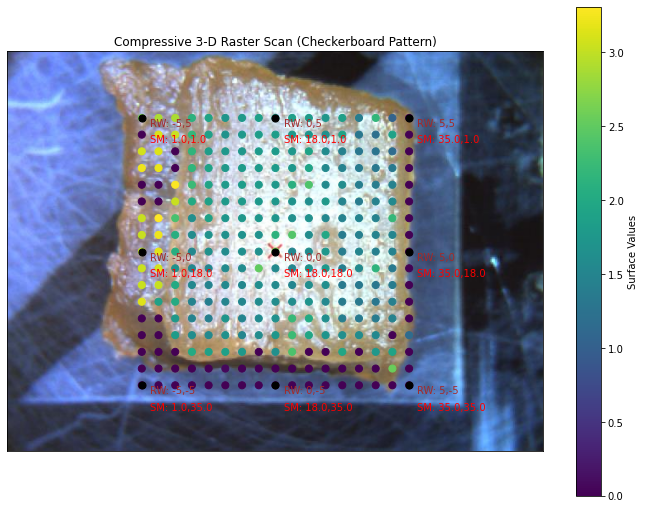 Compressive 3-D Raster Scan (Checkerboard Pattern)
RW: -5,5
SM: 1.0,1.0
RW: 0,5
SM: 18.0,1.0
RW: 5,5
SM: 35.0,1.0
RW: -5,0
SM: 1.0,18.0
RW: 0,0
SM: 18.0,18.0
RW: 5,0
SM: 35.0,18.0
RW: -5,-5
SM: 1.0,35.0
RW: 0,-5
SM: 18.0,35.0
RW: 5,-5
SM: 35.0,35.0
3.0
2.5
2.0
1.5
1.0
0.5
0.0
Surface Values